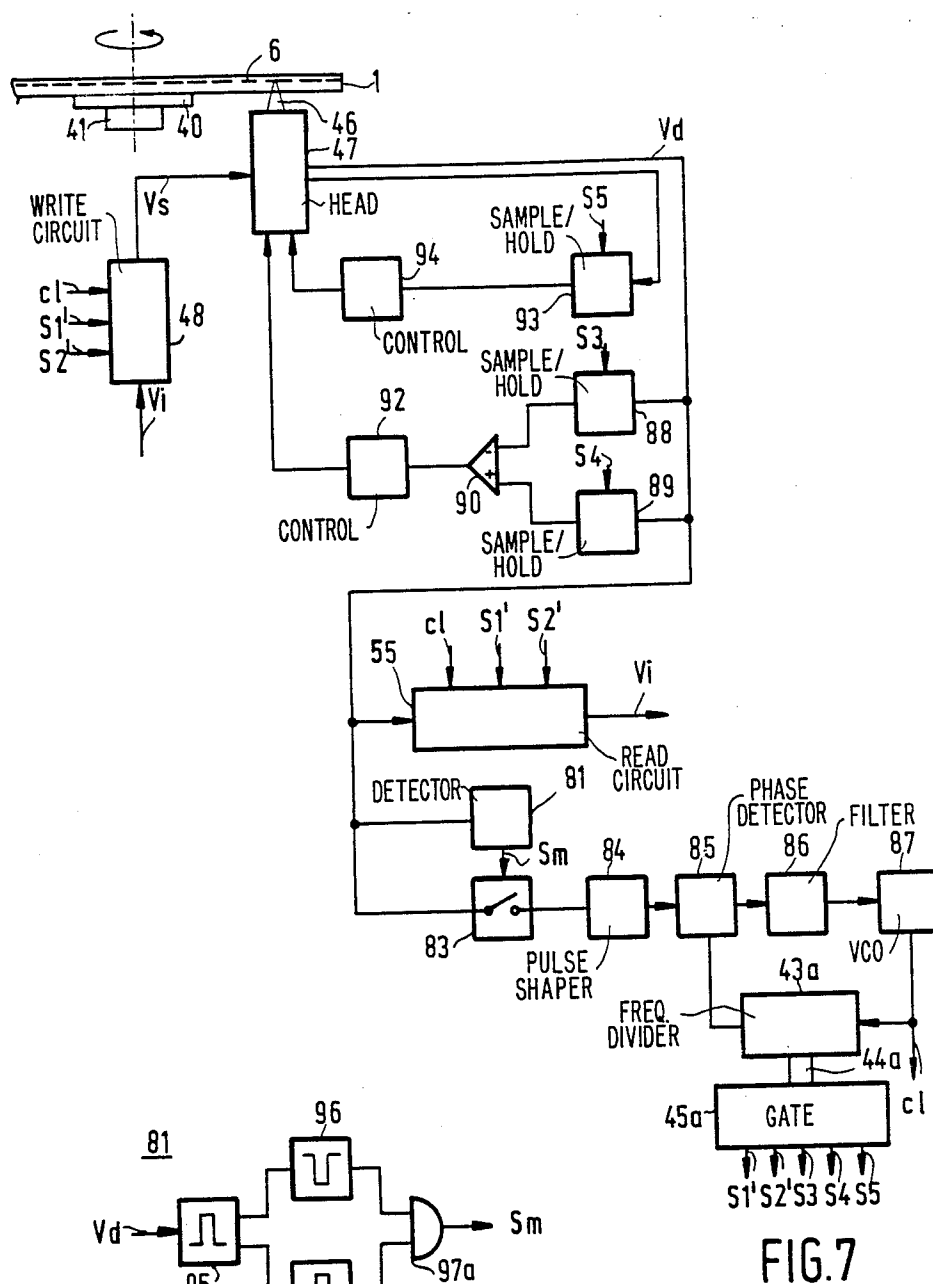 6
1
41
40
46
47
Vd
Vs
HEAD
S5
WRITE
CIRCUIT
SAMPLE/
HOLD
94
93
cl
S1'
S2'
48
CONTROL
S3
SAMPLE/
HOLD
Vi
92
88
S4
90
- +
89
CONTROL
SAMPLE/
HOLD
cl
S1'
S2'
55
Vi
READ
CIRCUIT
DETECTOR
81
PHASE
DETECTOR
FILTER
Sm
84
85
86
87
83
PULSE
SHAPER
VCO
43a
FREQ.
DIVIDER
44a
cl
45a
GATE
S1' S2' S3 S4 S5
81
96
Vd
Sm
95
97a
FIG.7